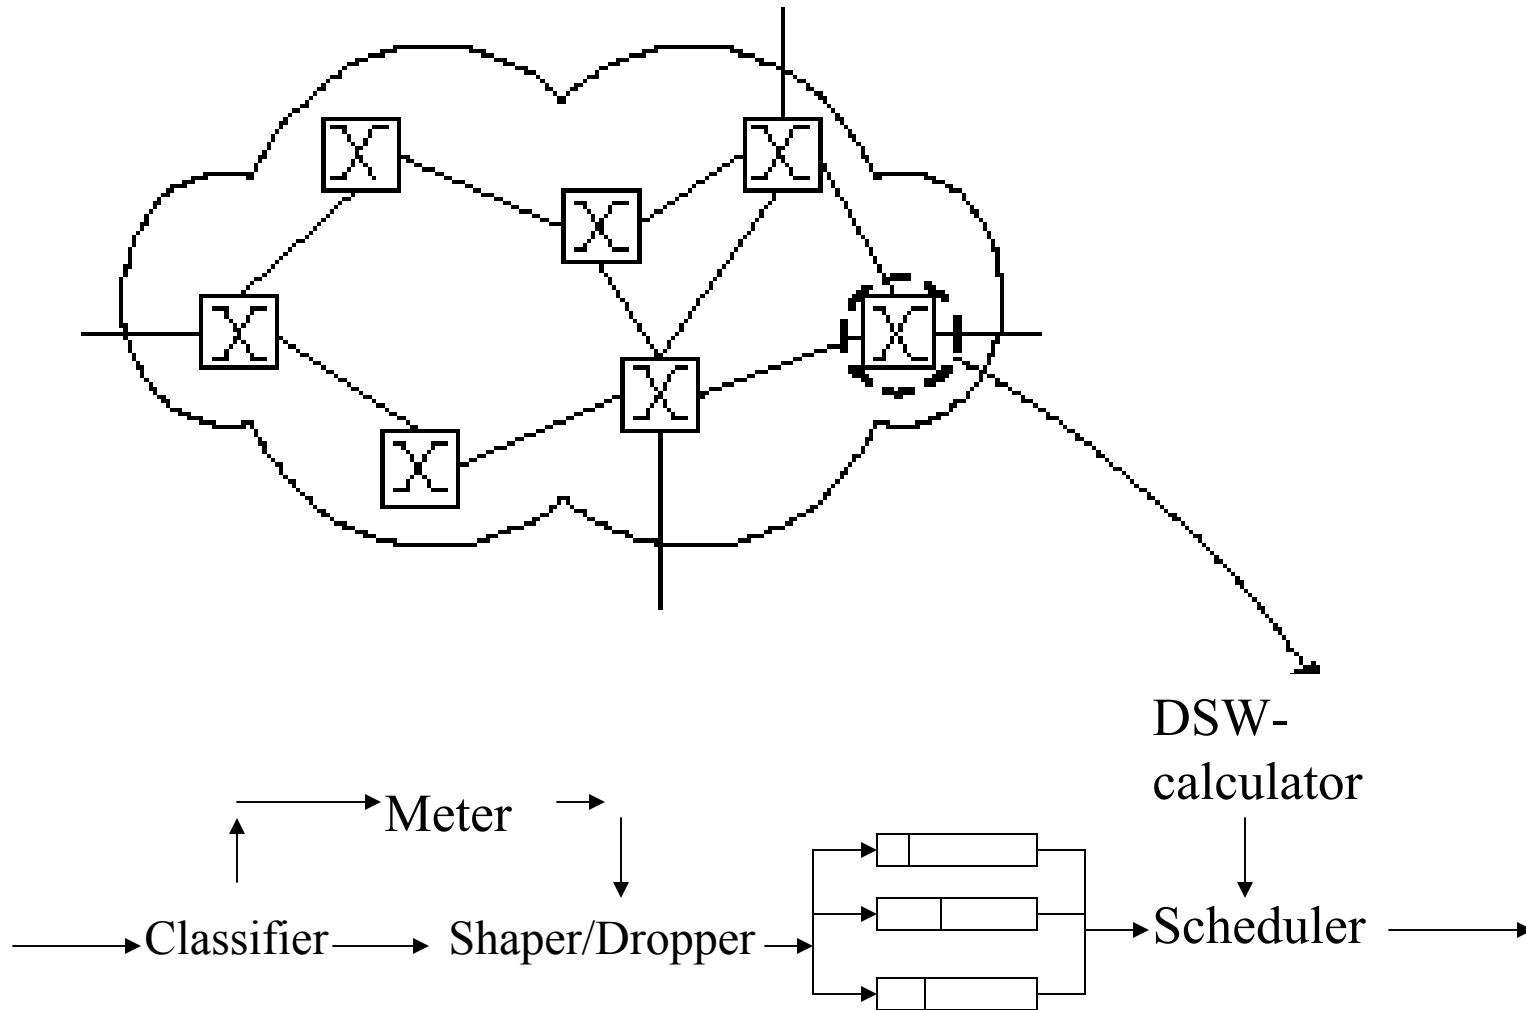 DSW-
calculator
Meter
Classifier
Shaper/Dropper
Scheduler